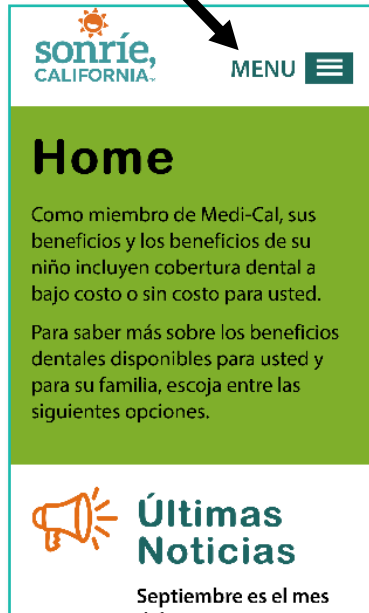 sonríe,
CALIFORNIA™
MENU
Home
Como miembro de Medi-Cal, sus
beneficios y los beneficios de su
niño incluyen cobertura dental a
bajo costo o sin costo para usted.
Para saber más sobre los beneficios
dentales disponibles para usted y
para su familia, escoja entre las
siguientes opciones.
Últimas
Noticias
Septiembre es el mes